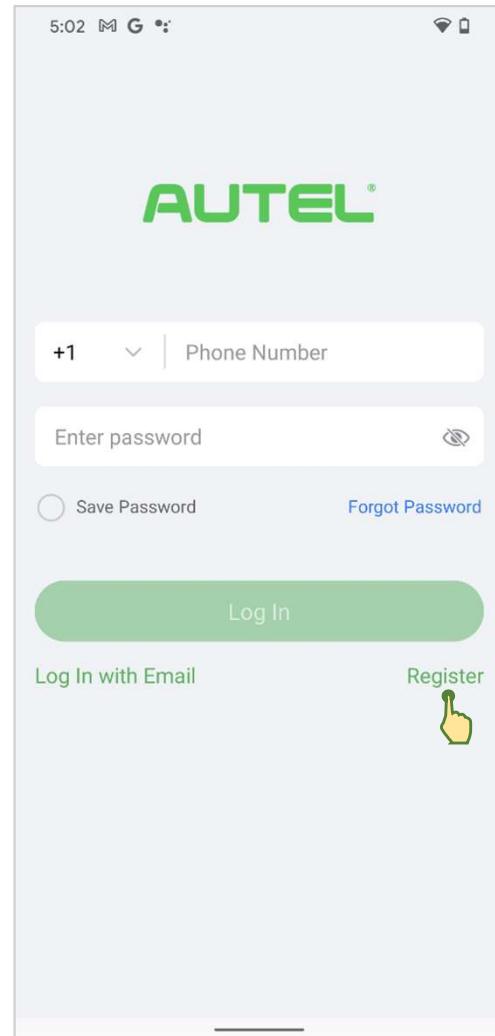 5:02 M G
AUTEL®
+1 Phone Number
Enter password
Save Password Forgot Password
Log In
Log In with Email Register